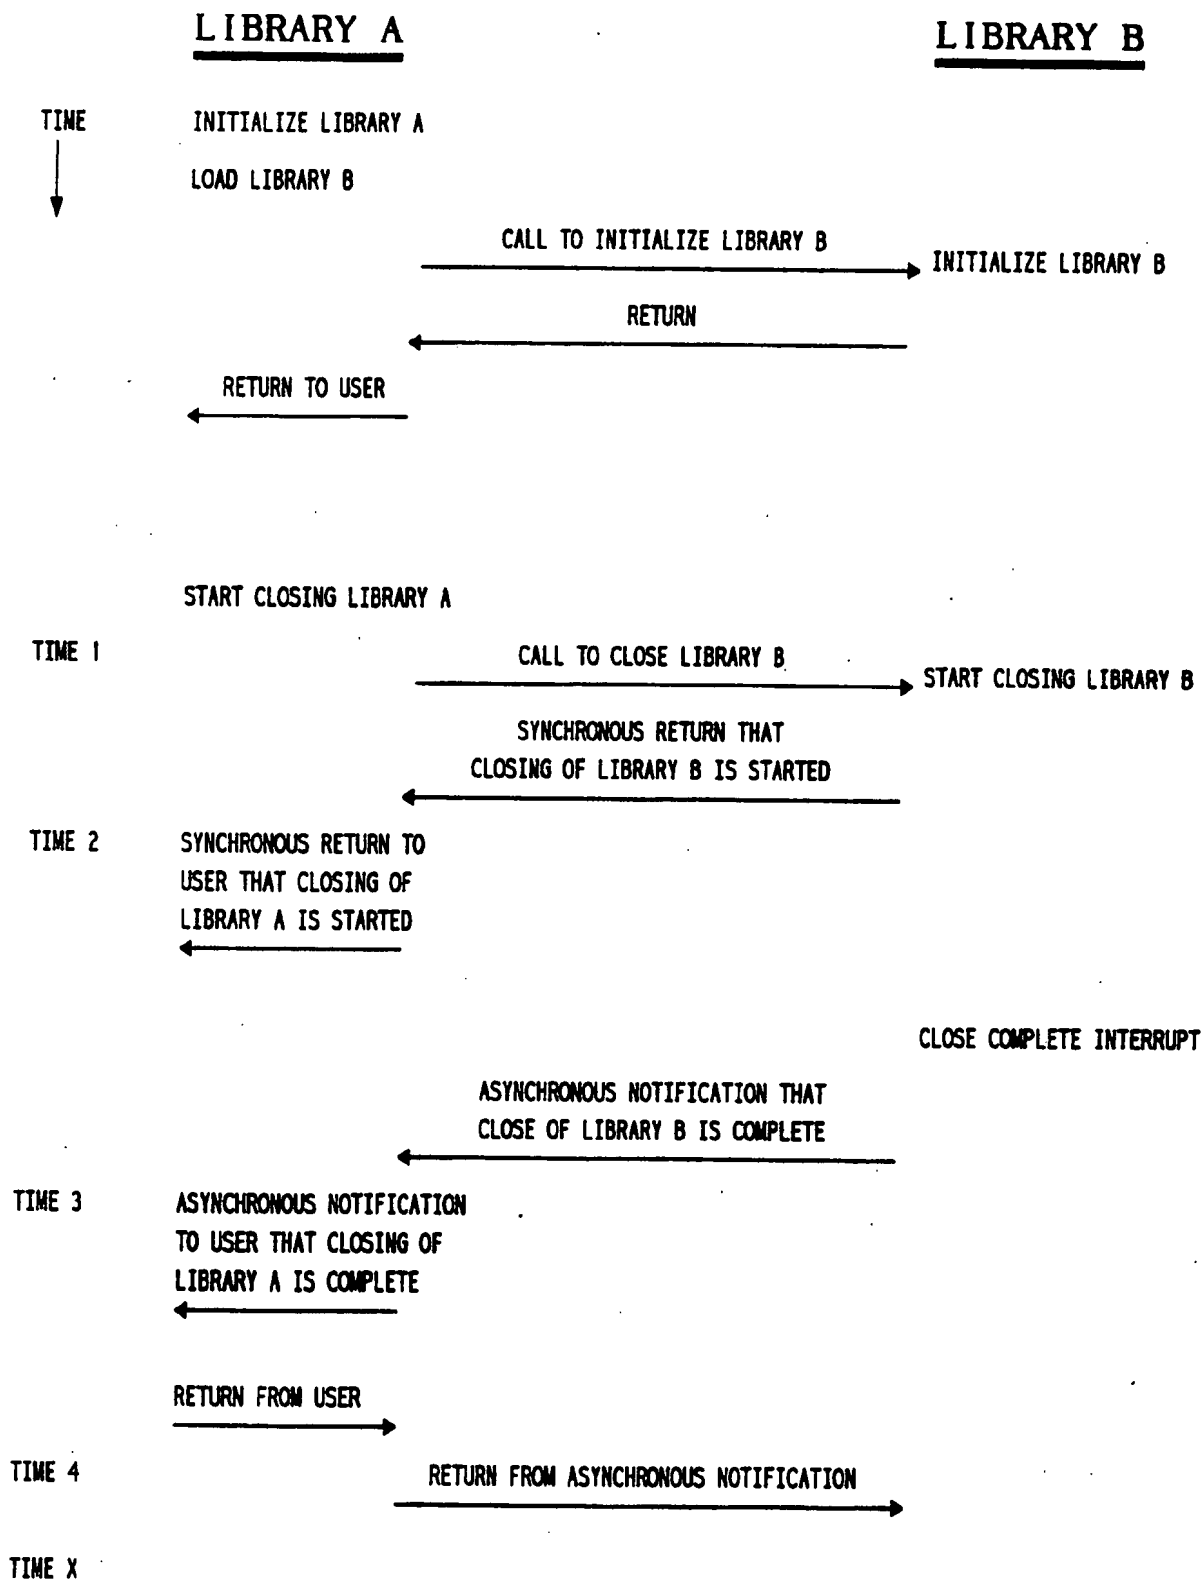 LIBRARY A
LIBRARY B
TIME
INITIALIZE LIBRARY A
LOAD LIBRARY B
CALL TO INITIALIZE LIBRARY B
INITIALIZE LIBRARY B
RETURN
RETURN TO USER
START CLOSING LIBRARY A
TIME 1
CALL TO CLOSE LIBRARY B
START CLOSING LIBRARY B
SYNCHRONOUS RETURN THAT
CLOSING OF LIBRARY B IS STARTED
TIME 2
SYNCHRONOUS RETURN TO
USER THAT CLOSING OF
LIBRARY A IS STARTED
CLOSE COMPLETE INTERRUPT
ASYNCHRONOUS NOTIFICATION THAT
CLOSE OF LIBRARY B IS COMPLETE
TIME 3
ASYNCHRONOUS NOTIFICATION
TO USER THAT CLOSING OF
LIBRARY A IS COMPLETE
RETURN FROM USER
TIME 4
RETURN FROM ASYNCHRONOUS NOTIFICATION
TIME X